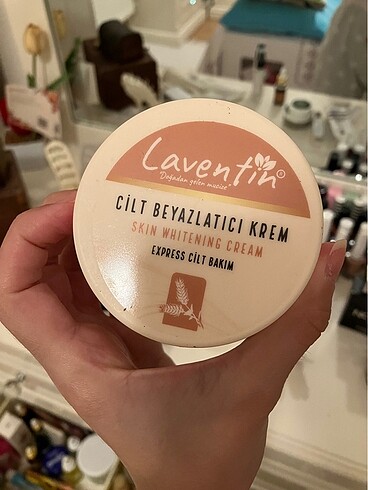 Laventin®
"Doğadan gelen mucize"
CİLT BEYAZLATICI KREM
SKIN WHITENING CREAM
EXPRESS CİLT BAKIM